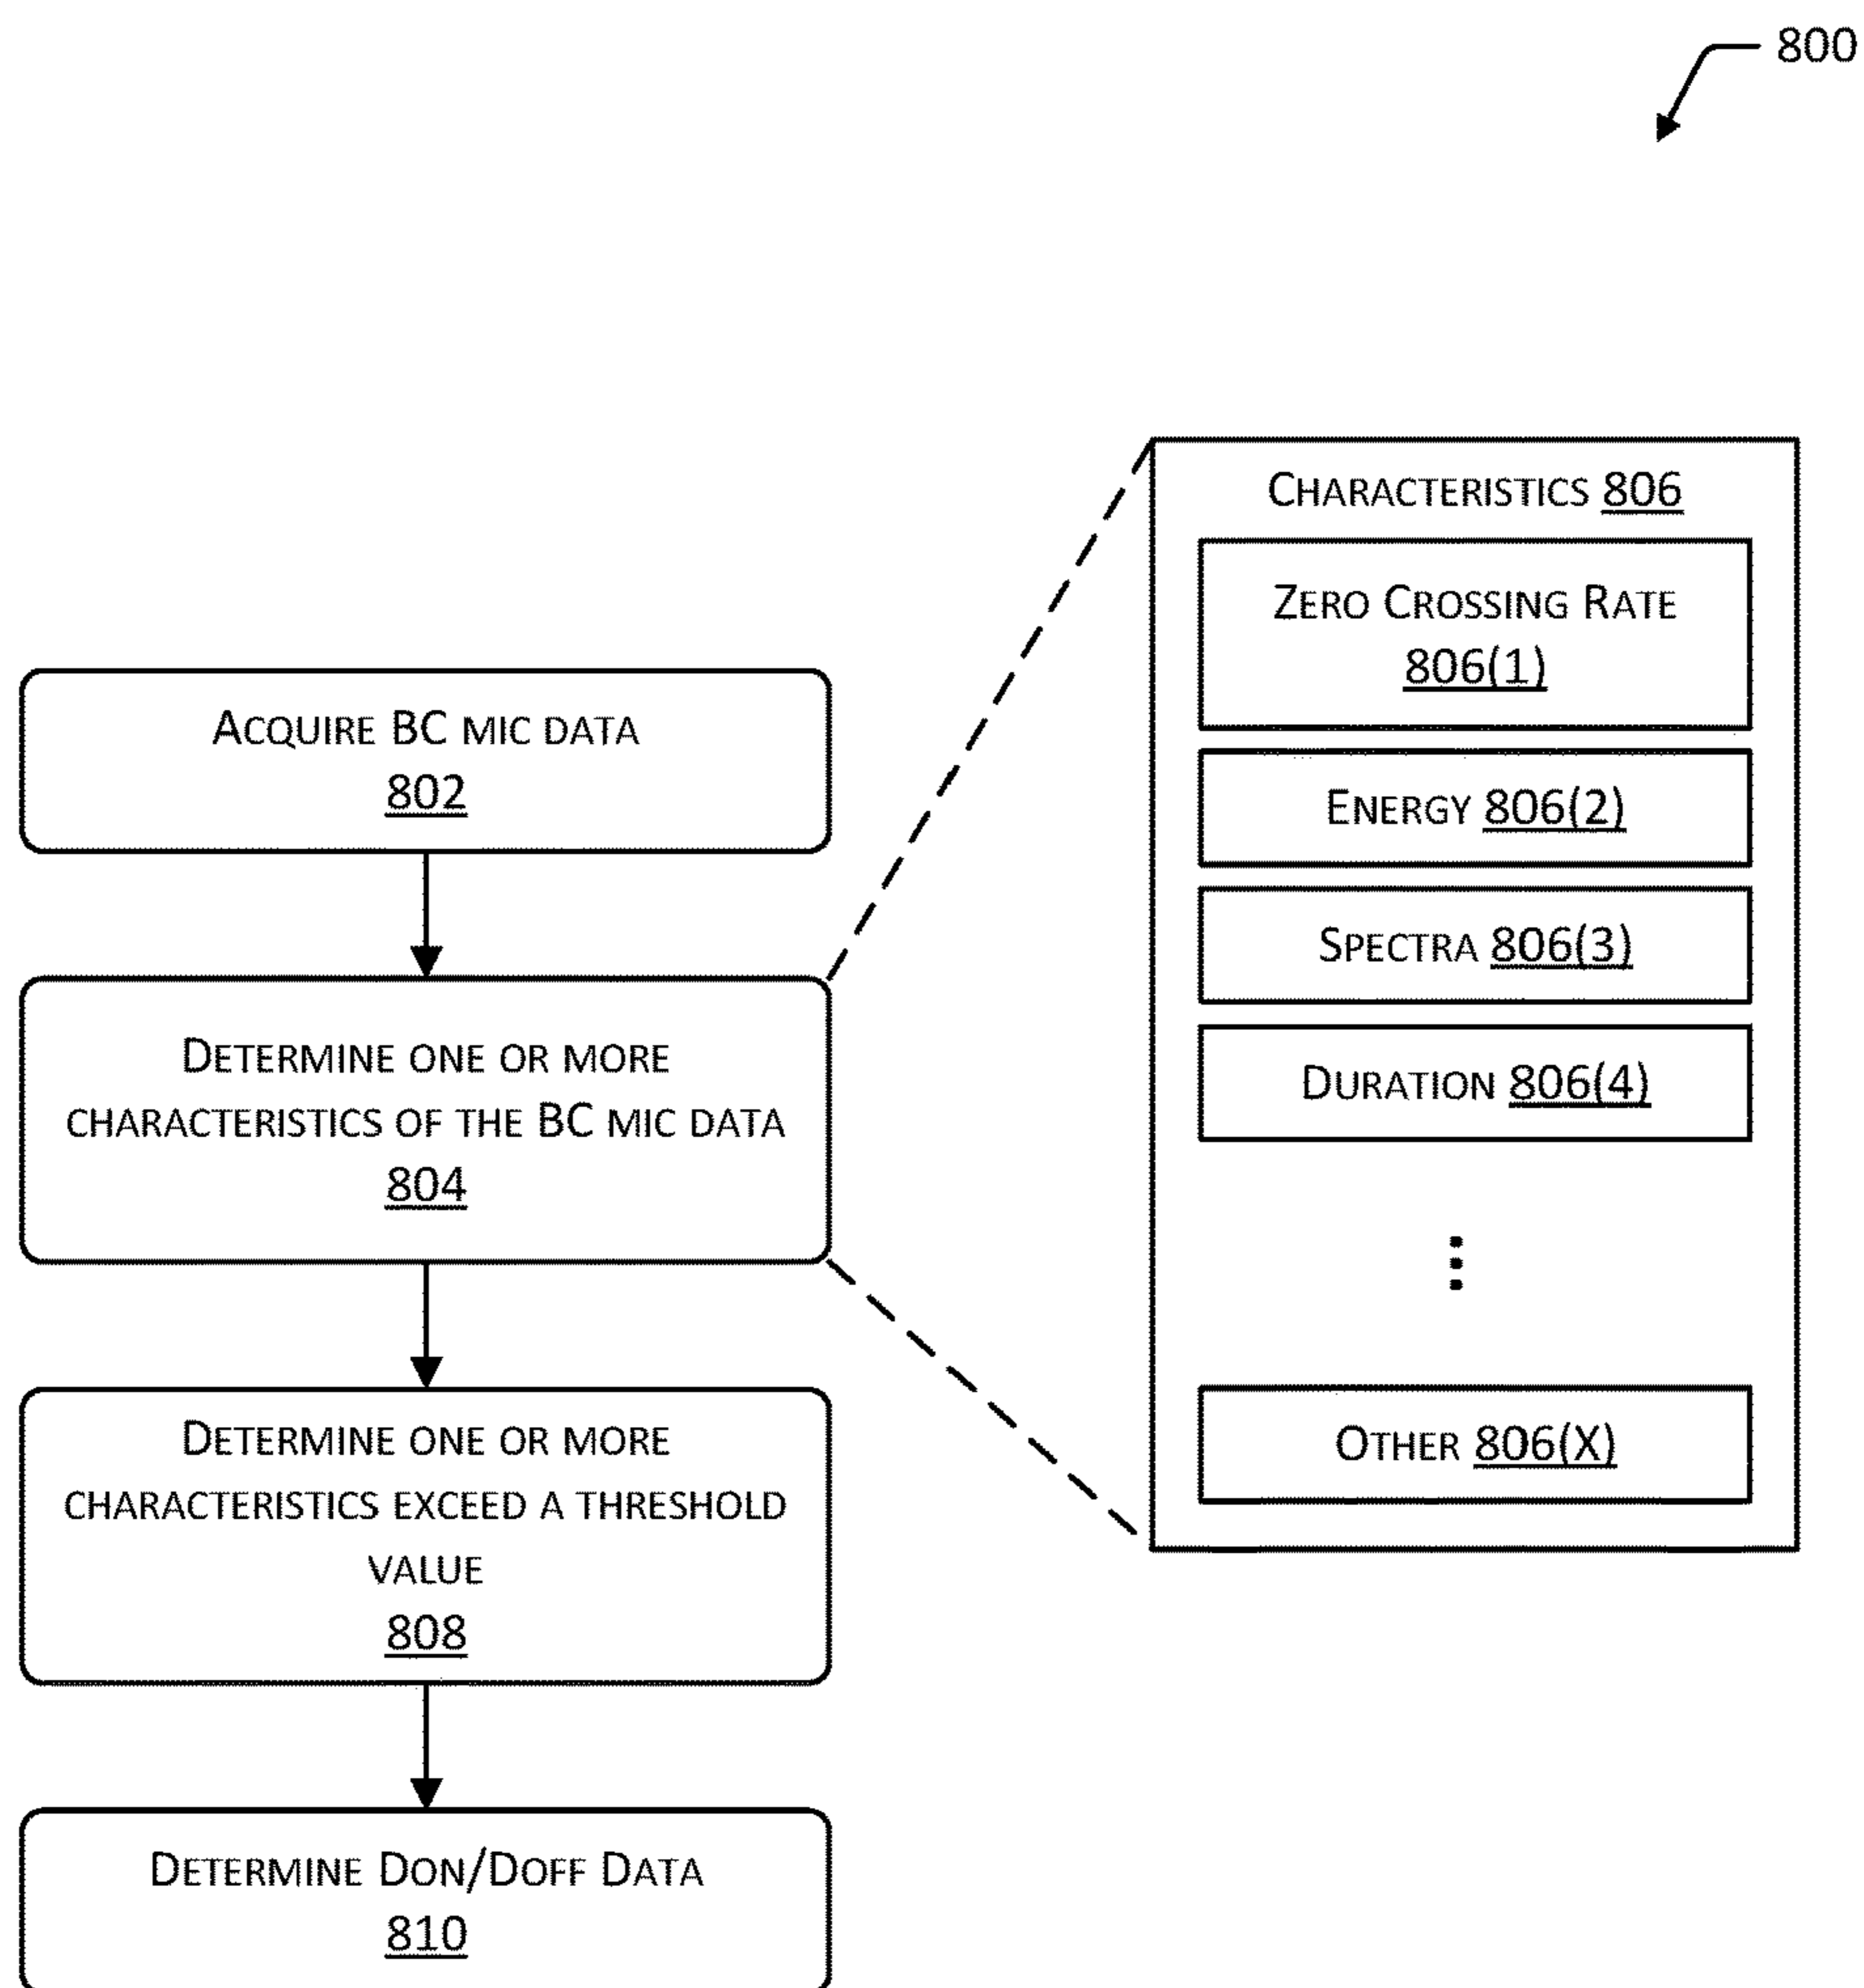 800
ACQUIRE BC MIC DATA
802
DETERMINE ONE OR MORE
CHARACTERISTICS OF THE BC MIC DATA
804
DETERMINE ONE OR MORE
CHARACTERISTICS EXCEED A THRESHOLD
VALUE
808
DETERMINE DON/DOFF DATA
810
CHARACTERISTICS 806
ZERO CROSSING RATE
806(1)
ENERGY 806(2)
SPECTRA 806(3)
DURATION 806(4)
⋮
OTHER 806(X)